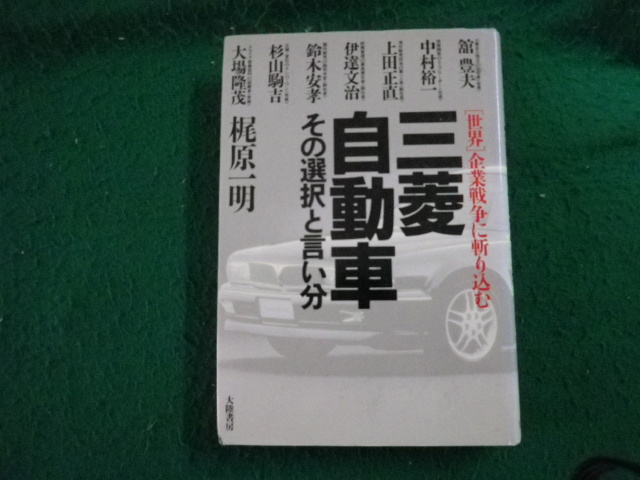 [世界]企業戦争に斬り込む
三菱
自動車
その選択と言い分
舘 豊夫
中村裕一
上田正直
伊達文治
鈴木安孝
杉山駒吉
大場隆茂
梶原一明
大陸書房